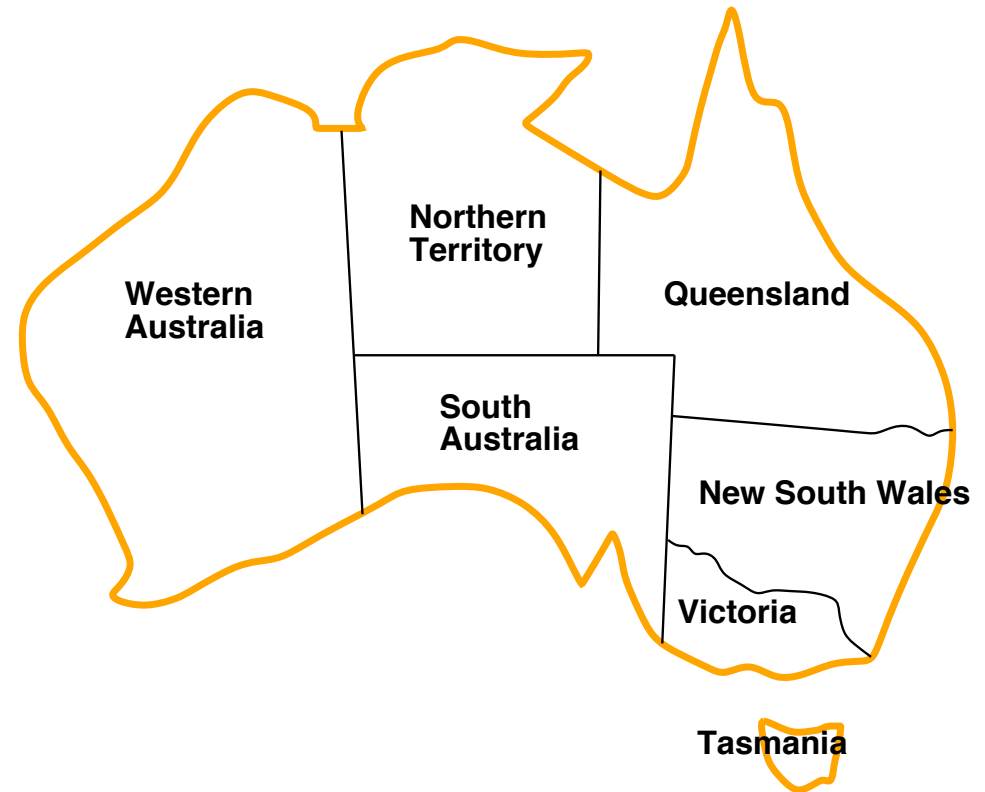 Northern
Territory
Western
Australia
Queensland
South
Australia
New South Wales
Victoria
Tasmania